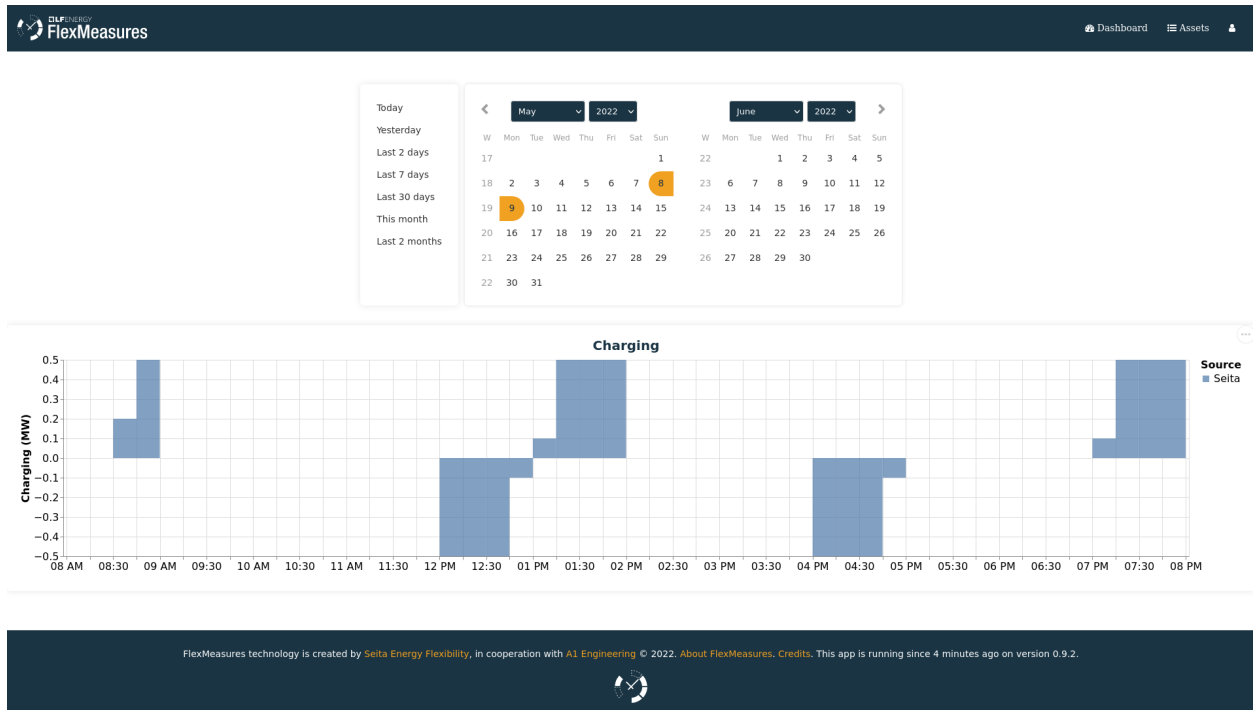 LFENERGY
FlexMeasures
Dashboard Assets
Today
Yesterday
Last 2 days
Last 7 days
Last 30 days
This month
Last 2 months
May 2022
W Mon Tue Wed Thu Fri Sat Sun
17 1
18 2 3 4 5 6 7 8
19 9 10 11 12 13 14 15
20 16 17 18 19 20 21 22
21 23 24 25 26 27 28 29
22 30 31
June 2022
W Mon Tue Wed Thu Fri Sat Sun
22 1 2 3 4 5
23 6 7 8 9 10 11 12
24 13 14 15 16 17 18 19
25 20 21 22 23 24 25 26
26 27 28 29 30
Charging
Charging (MW)
0.5
0.4
0.3
0.2
0.1
0.0
−0.1
−0.2
−0.3
−0.4
−0.5
08 AM 08:30 09 AM 09:30 10 AM 10:30 11 AM 11:30 12 PM 12:30 01 PM 01:30 02 PM 02:30 03 PM 03:30 04 PM 04:30 05 PM 05:30 06 PM 06:30 07 PM 07:30 08 PM
Source
Seita
FlexMeasures technology is created by Seita Energy Flexibility, in cooperation with A1 Engineering © 2022. About FlexMeasures. Credits. This app is running since 4 minutes ago on version 0.9.2.